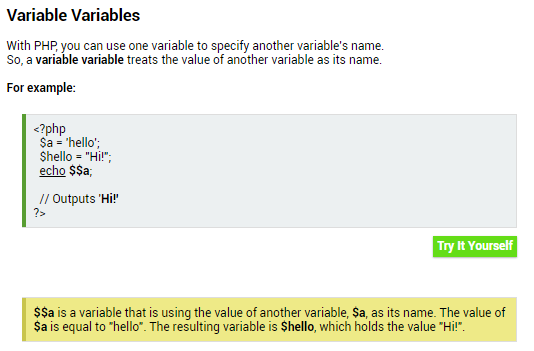 Variable Variables
With PHP, you can use one variable to specify another variable's name.
So, a variable variable treats the value of another variable as its name.
For example:
<?php
$a = 'hello';
$hello = "Hi!";
echo $$a;
// Outputs 'Hi!'
?>
Try It Yourself
$$a is a variable that is using the value of another variable, $a, as its name. The value of
$a is equal to "hello". The resulting variable is $hello, which holds the value "Hi!".